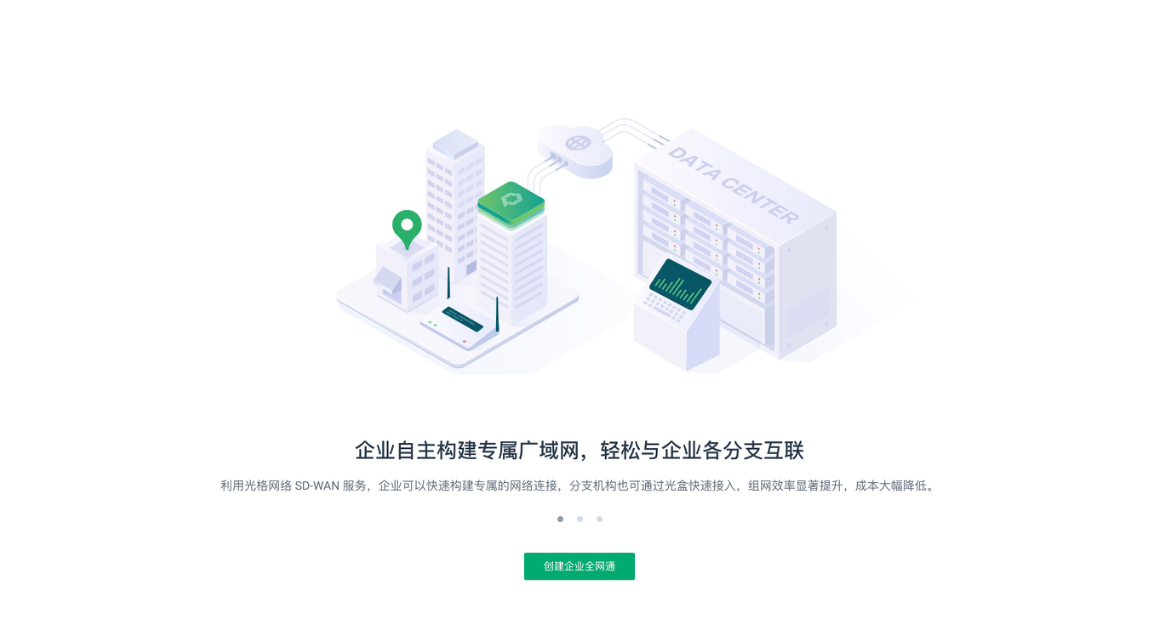 DATA CENTER
企业自主构建专属广域网，轻松与企业各分支互联
利用光格网络 SD-WAN 服务，企业可以快速构建专属的网络连接，分支机构也可通过光盒快速接入，组网效率显著提升，成本大幅降低。
创建企业全网通